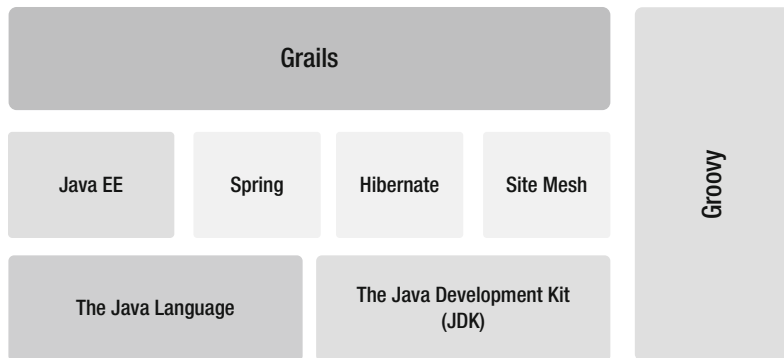 Grails
Java EE
Spring
Hibernate
Site Mesh
Groovy
The Java Language
The Java Development Kit
(JDK)